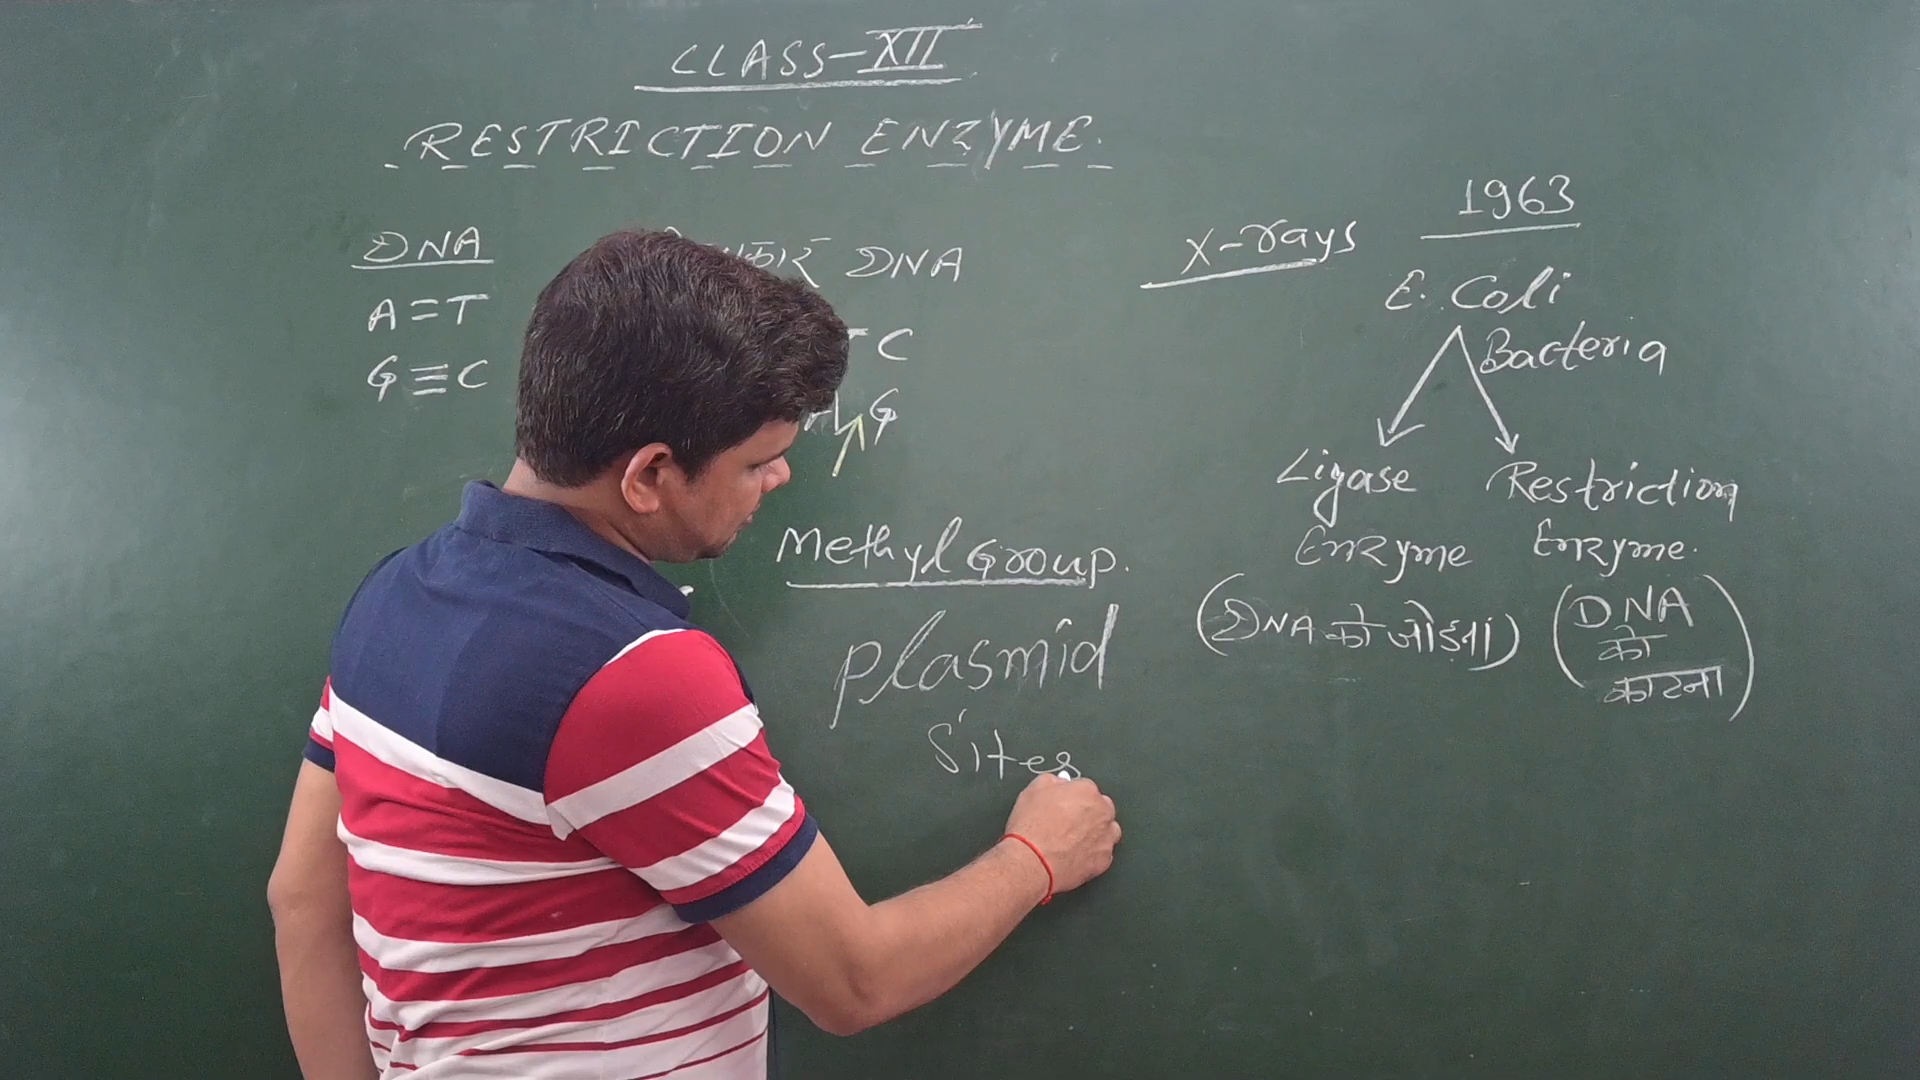 CLASS-XII
RESTRICTION ENZYME.
DNA
A=T
G≡C
DNA
C
A G
Methyl Group.
Plasmid
Sites
X-rays
1963
E. Coli
Bacteria
Ligase
Enzyme
(DNA को जोड़ना)
Restriction
Enzyme.
(DNA
को
काटना)